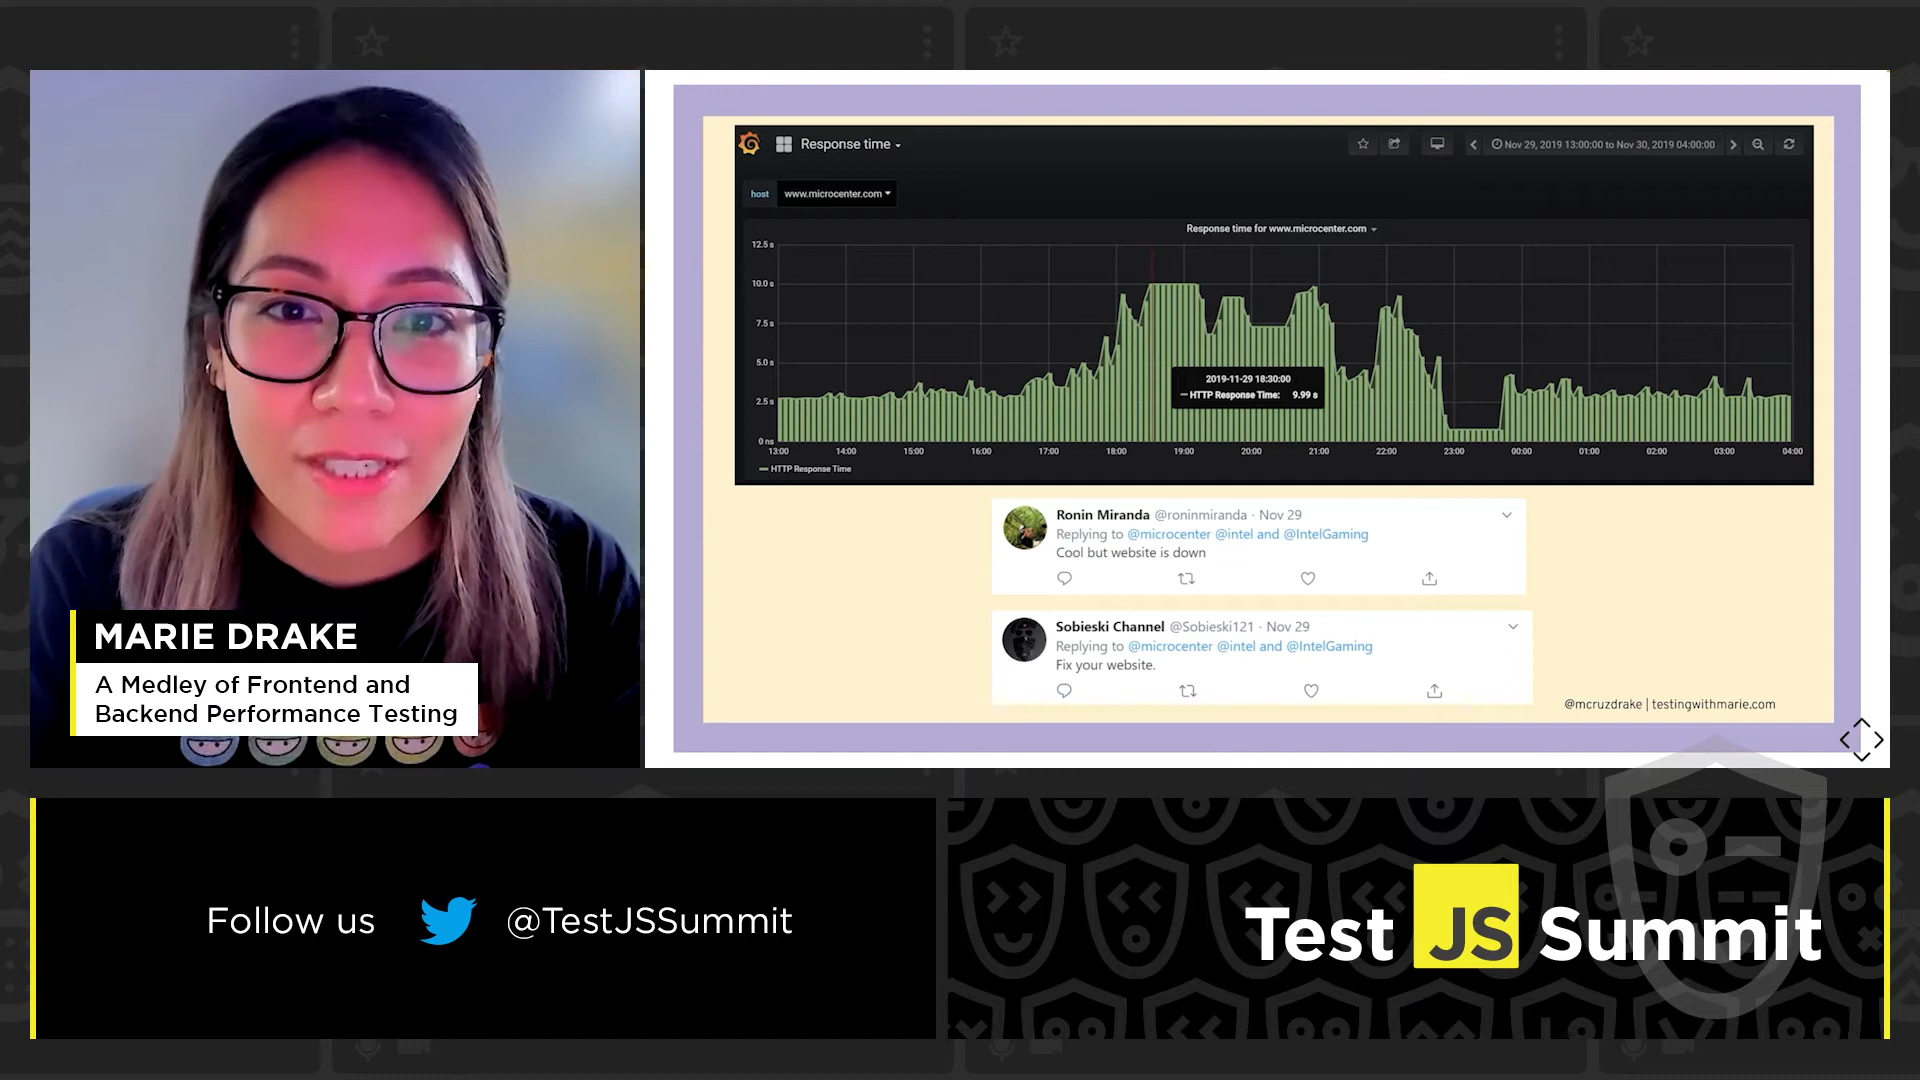 Response time
Nov 29, 2019 13:00:00 to Nov 30, 2019 04:00:00
host
www.microcenter.com
Response time for www.microcenter.com
12.5 s
10.0 s
7.5 s
5.0 s
2.5 s
0 ns
2019-11-29 18:30:00
HTTP Response Time: 9.99 s
13:00 14:00 15:00 16:00 17:00 18:00 19:00 20:00 21:00 22:00 23:00 00:00 01:00 02:00 03:00 04:00
HTTP Response Time
Ronin Miranda @roninmiranda · Nov 29
Replying to @microcenter @intel and @IntelGaming
Cool but website is down
Sobieski Channel @Sobieski121 · Nov 29
Replying to @microcenter @intel and @IntelGaming
Fix your website.
@mcruzdrake | testingwithmarie.com
MARIE DRAKE
A Medley of Frontend and
Backend Performance Testing
Follow us @TestJSSummit
Test JS Summit